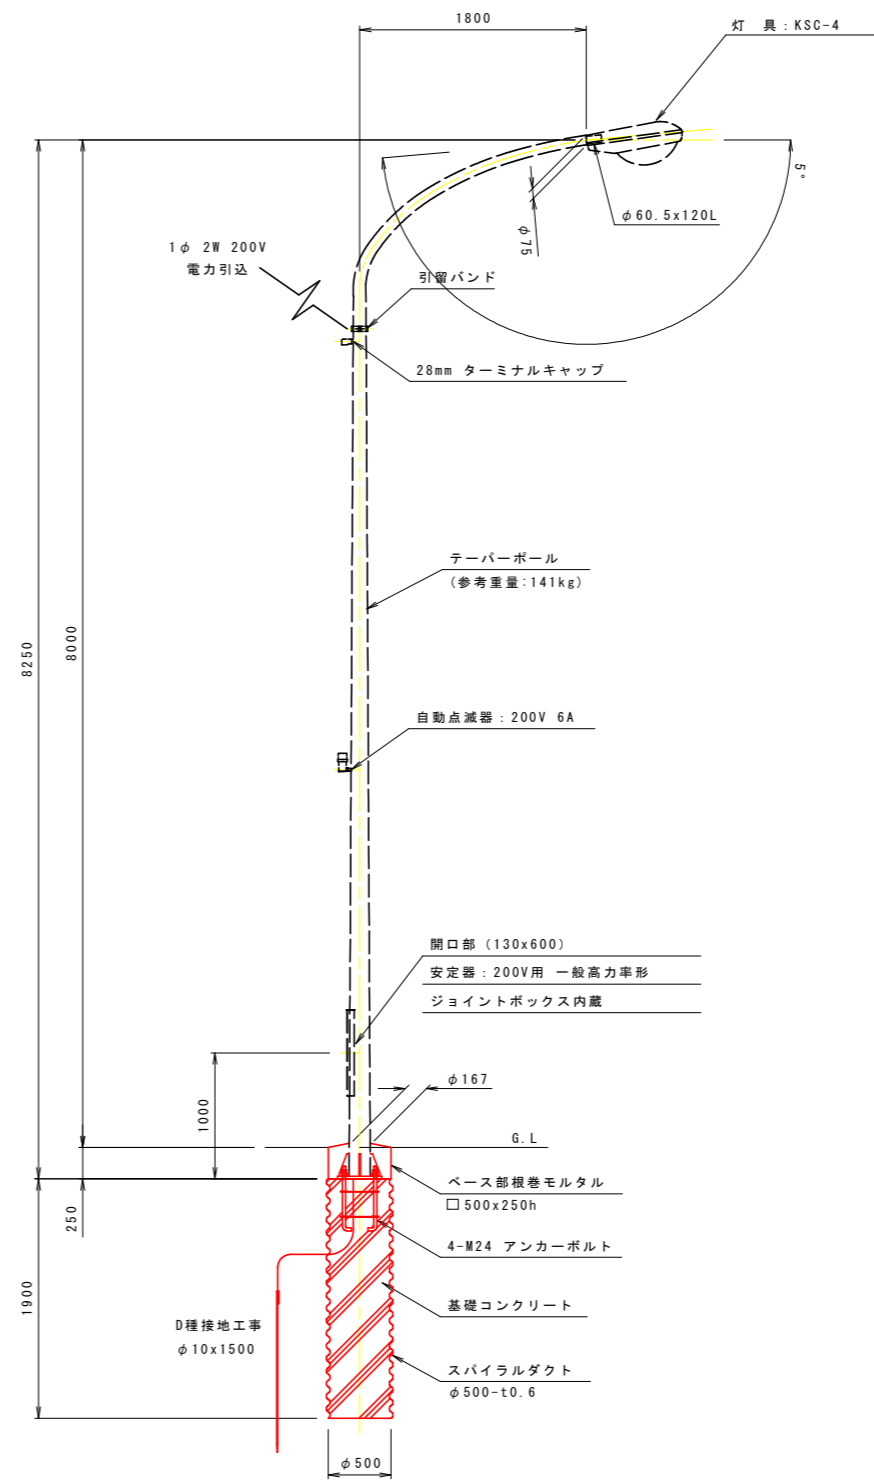 1800
灯 具：KSC-4
5°
φ60.5x120L
φ75
1φ 2W 200V
電力引込
引留バンド
28mm ターミナルキャップ
テーパーポール
(参考重量:141kg)
8250
8000
自動点滅器：200V 6A
開口部（130x600）
安定器：200V用 一般高力率形
ジョイントボックス内蔵
φ167
1000
G.L
ベース部根巻モルタル
□500x250h
250
4-M24 アンカーボルト
1900
基礎コンクリート
D種接地工事
φ10x1500
スパイラルダクト
φ500-t0.6
φ500